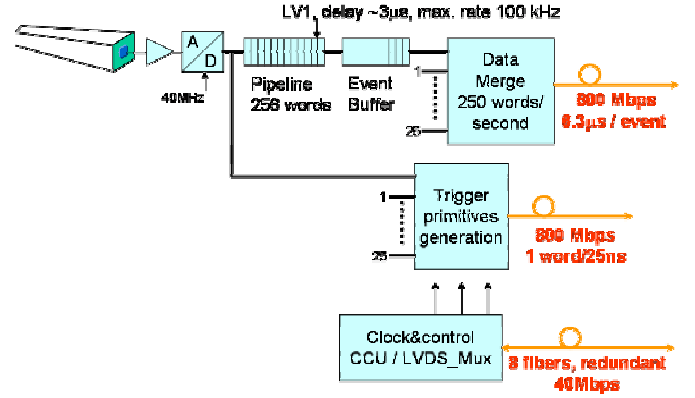 LV1, delay ~3µs, max. rate 100 kHz
A
D
40MHz
Pipeline
256 words
Event
Buffer
1
25
Data
Merge
250 words/
second
800 Mbps
6.3µs / event
1
25
Trigger
primitives
generation
800 Mbps
1 word/25ns
Clock&control
CCU / LVDS_Mux
8 fibers, redundant
40Mbps